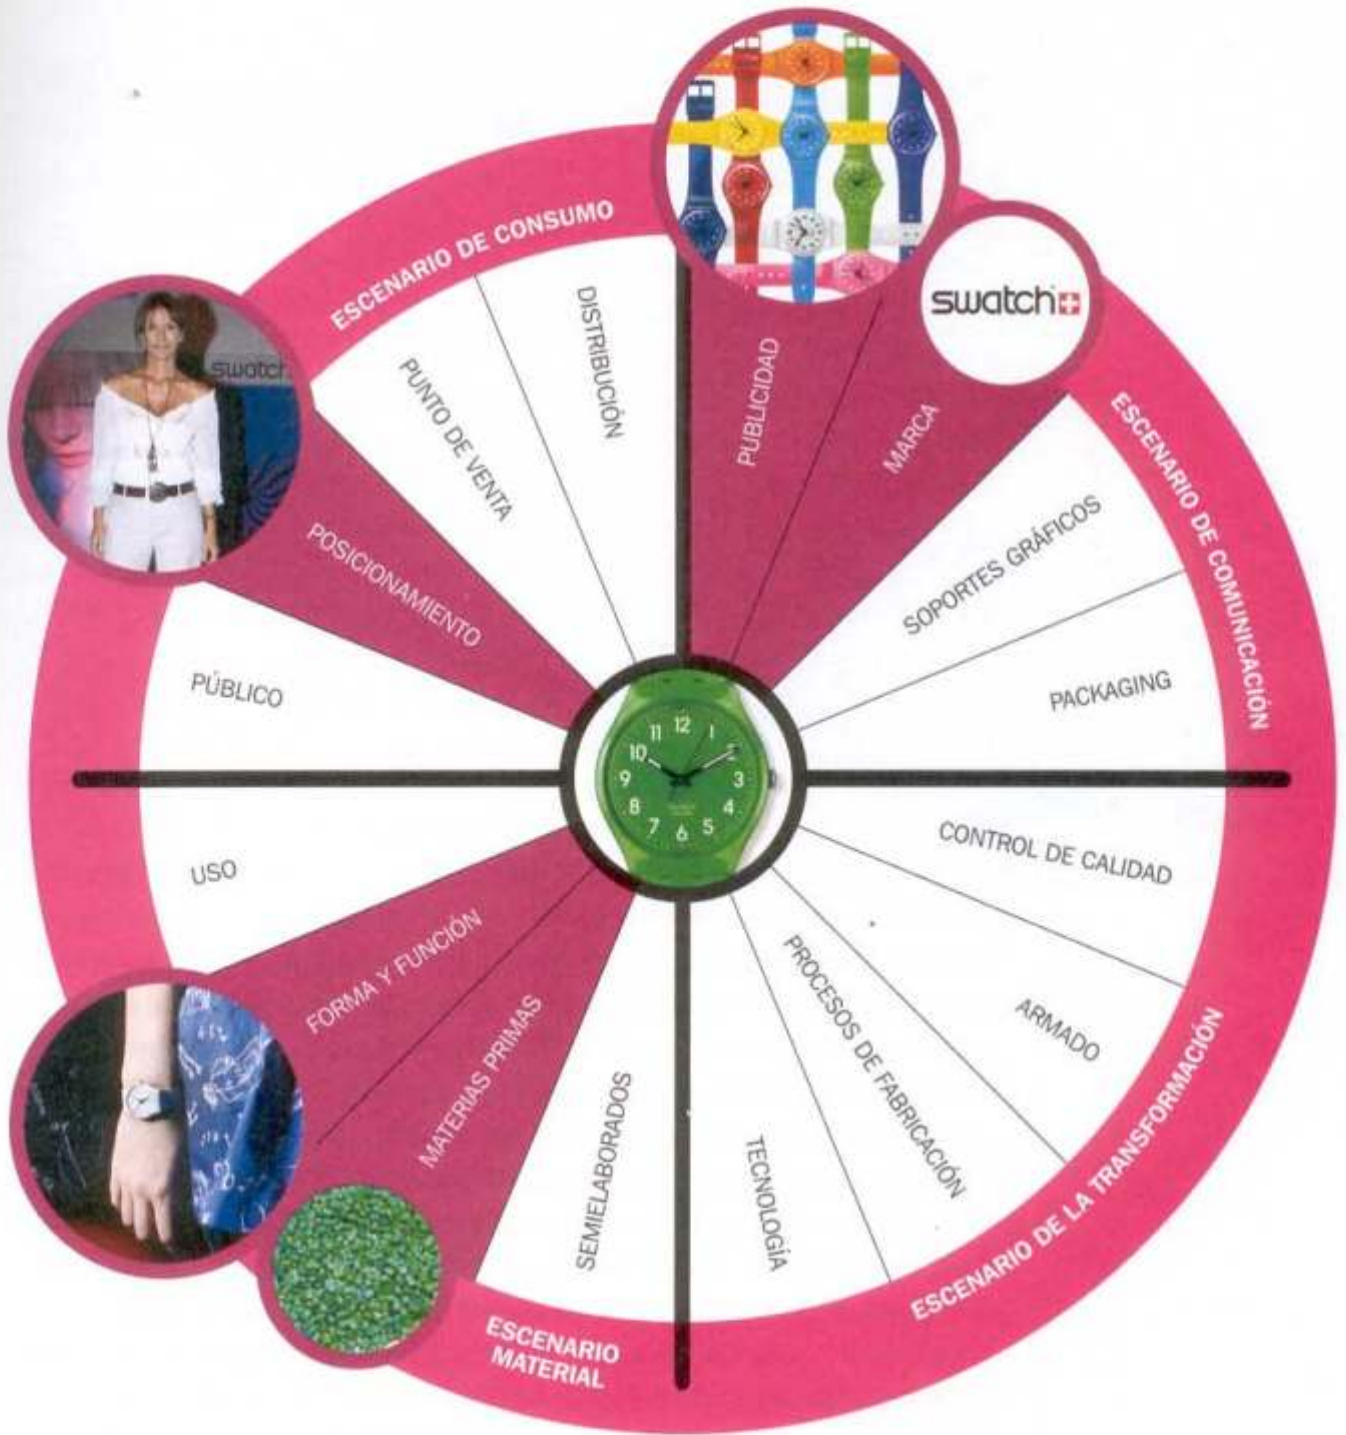 ESCENARIO DE CONSUMO
DISTRIBUCIÓN
PUNTO DE VENTA
POSICIONAMIENTO
PÚBLICO
swatch
PUBLICIDAD
MARCA
swatch
ESCENARIO DE COMUNICACIÓN
SOPORTES GRÁFICOS
PACKAGING
12
1
2
3
4
5
6
7
8
9
10
11
CONTROL DE CALIDAD
ARMADO
PROCESOS DE FABRICACIÓN
TECNOLOGÍA
ESCENARIO DE LA TRANSFORMACIÓN
USO
FORMA Y FUNCIÓN
MATERIAS PRIMAS
SEMIELABORADOS
ESCENARIO
MATERIAL